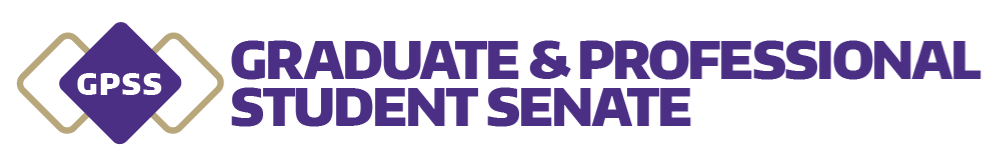 GPSS
GRADUATE & PROFESSIONAL
STUDENT SENATE